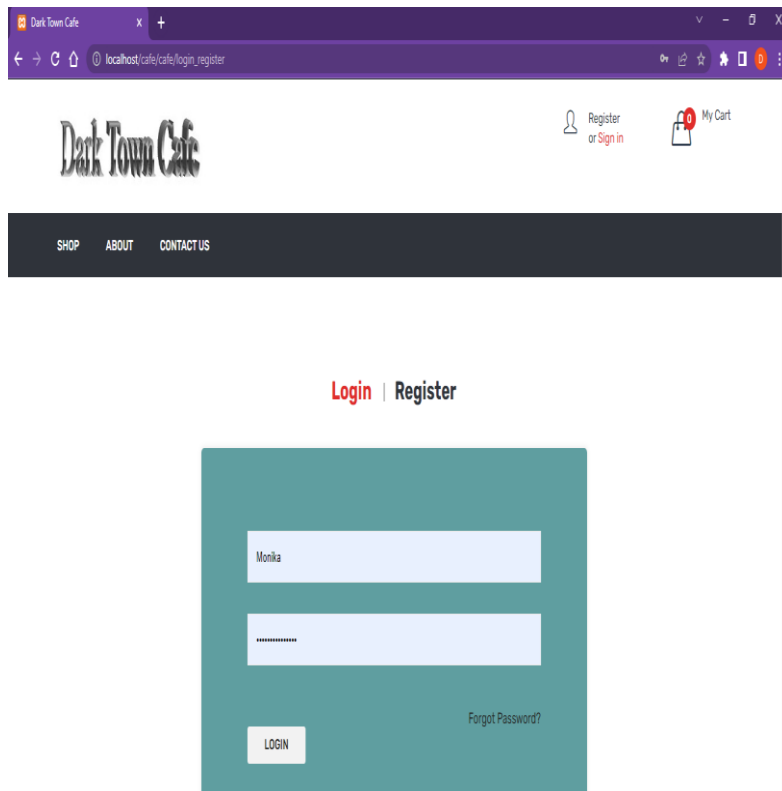 Dark Town Cafe
localhost/cafe/cafe/login_register
D
Dark Town Cafe
Register
or Sign in
0
My Cart
SHOP ABOUT CONTACT US
Login | Register
Monika
Forgot Password?
LOGIN